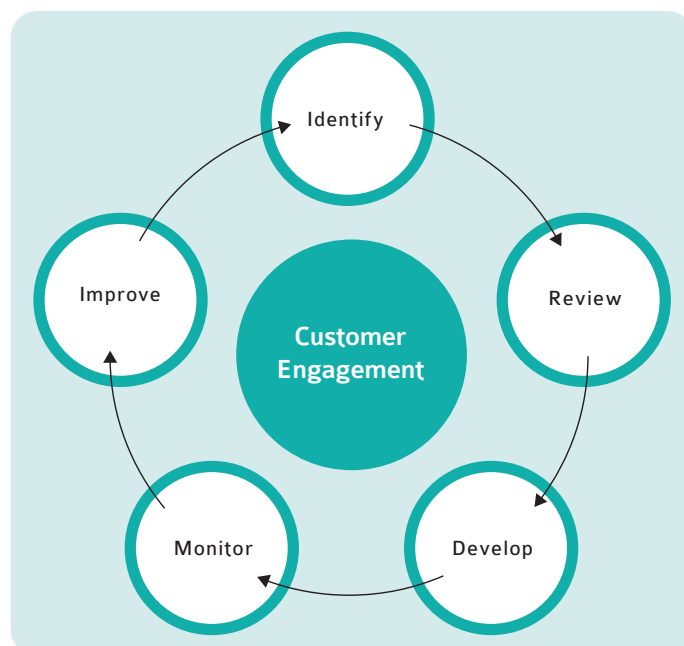 Identify
Review
Develop
Monitor
Improve
Customer
Engagement